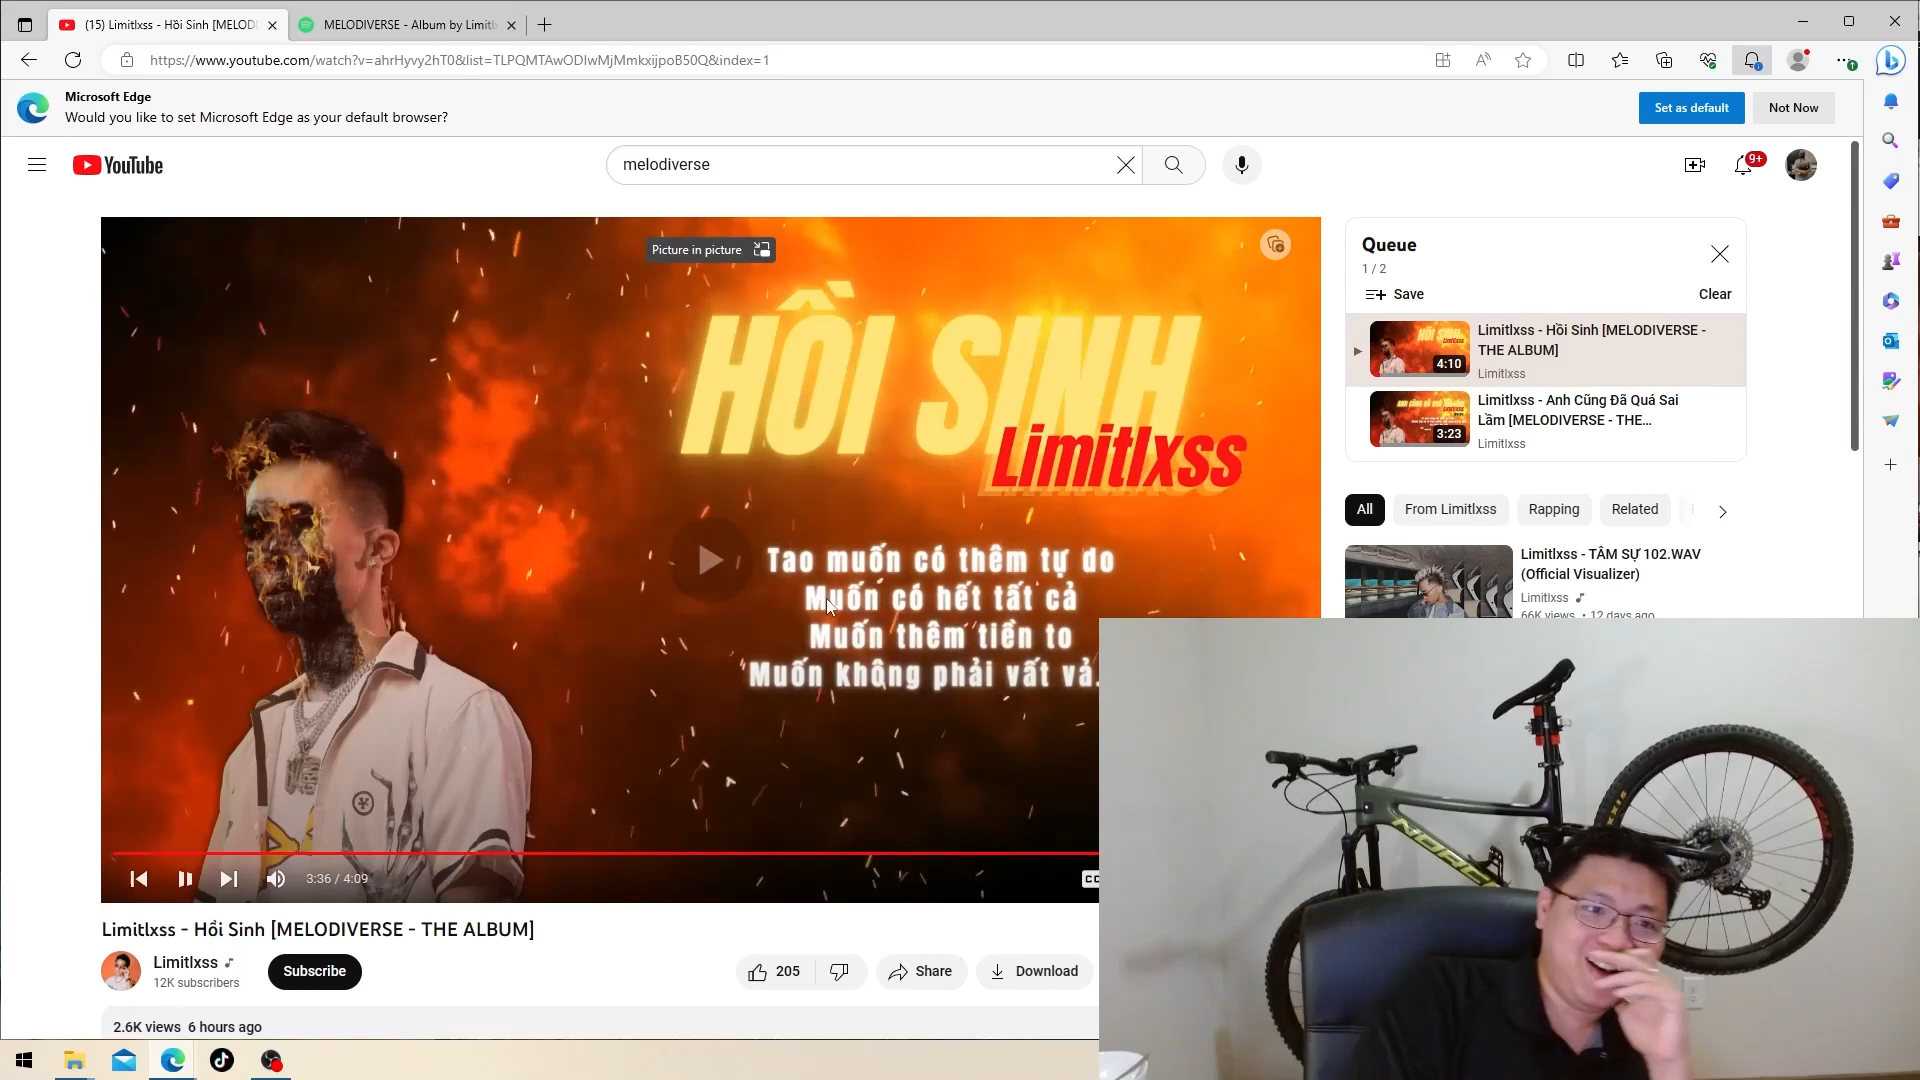 (15) Limitlxss - Hồi Sinh [MELODI
MELODIVERSE - Album by Limitl
https://www.youtube.com/watch?v=ahrHyvy2hT0&list=TLPQMTAwODIwMjMmkxijpoB50Q&index=1
Microsoft Edge
Would you like to set Microsoft Edge as your default browser?
Set as default
Not Now
YouTube
melodiverse
9+
Picture in picture
HỒI SINH
Limitlxss
Tao muốn có thêm tự do
Muốn có hết tất cả
Muốn thêm tiền to
Muốn không phải vất vả.
3:36 / 4:09
Queue
1 / 2
Save
Clear
Limitlxss - Hồi Sinh [MELODIVERSE -
THE ALBUM]
Limitlxss
4:10
Limitlxss - Anh Cũng Đã Quá Sai
Lầm [MELODIVERSE - THE...
Limitlxss
3:23
All
From Limitlxss
Rapping
Related
Limitlxss - TÂM SỰ 102.WAV
(Official Visualizer)
Limitlxss
66K views • 12 days ago
Limitlxss - Hồi Sinh [MELODIVERSE - THE ALBUM]
Limitlxss
12K subscribers
Subscribe
205
Share
Download
2.6K views 6 hours ago